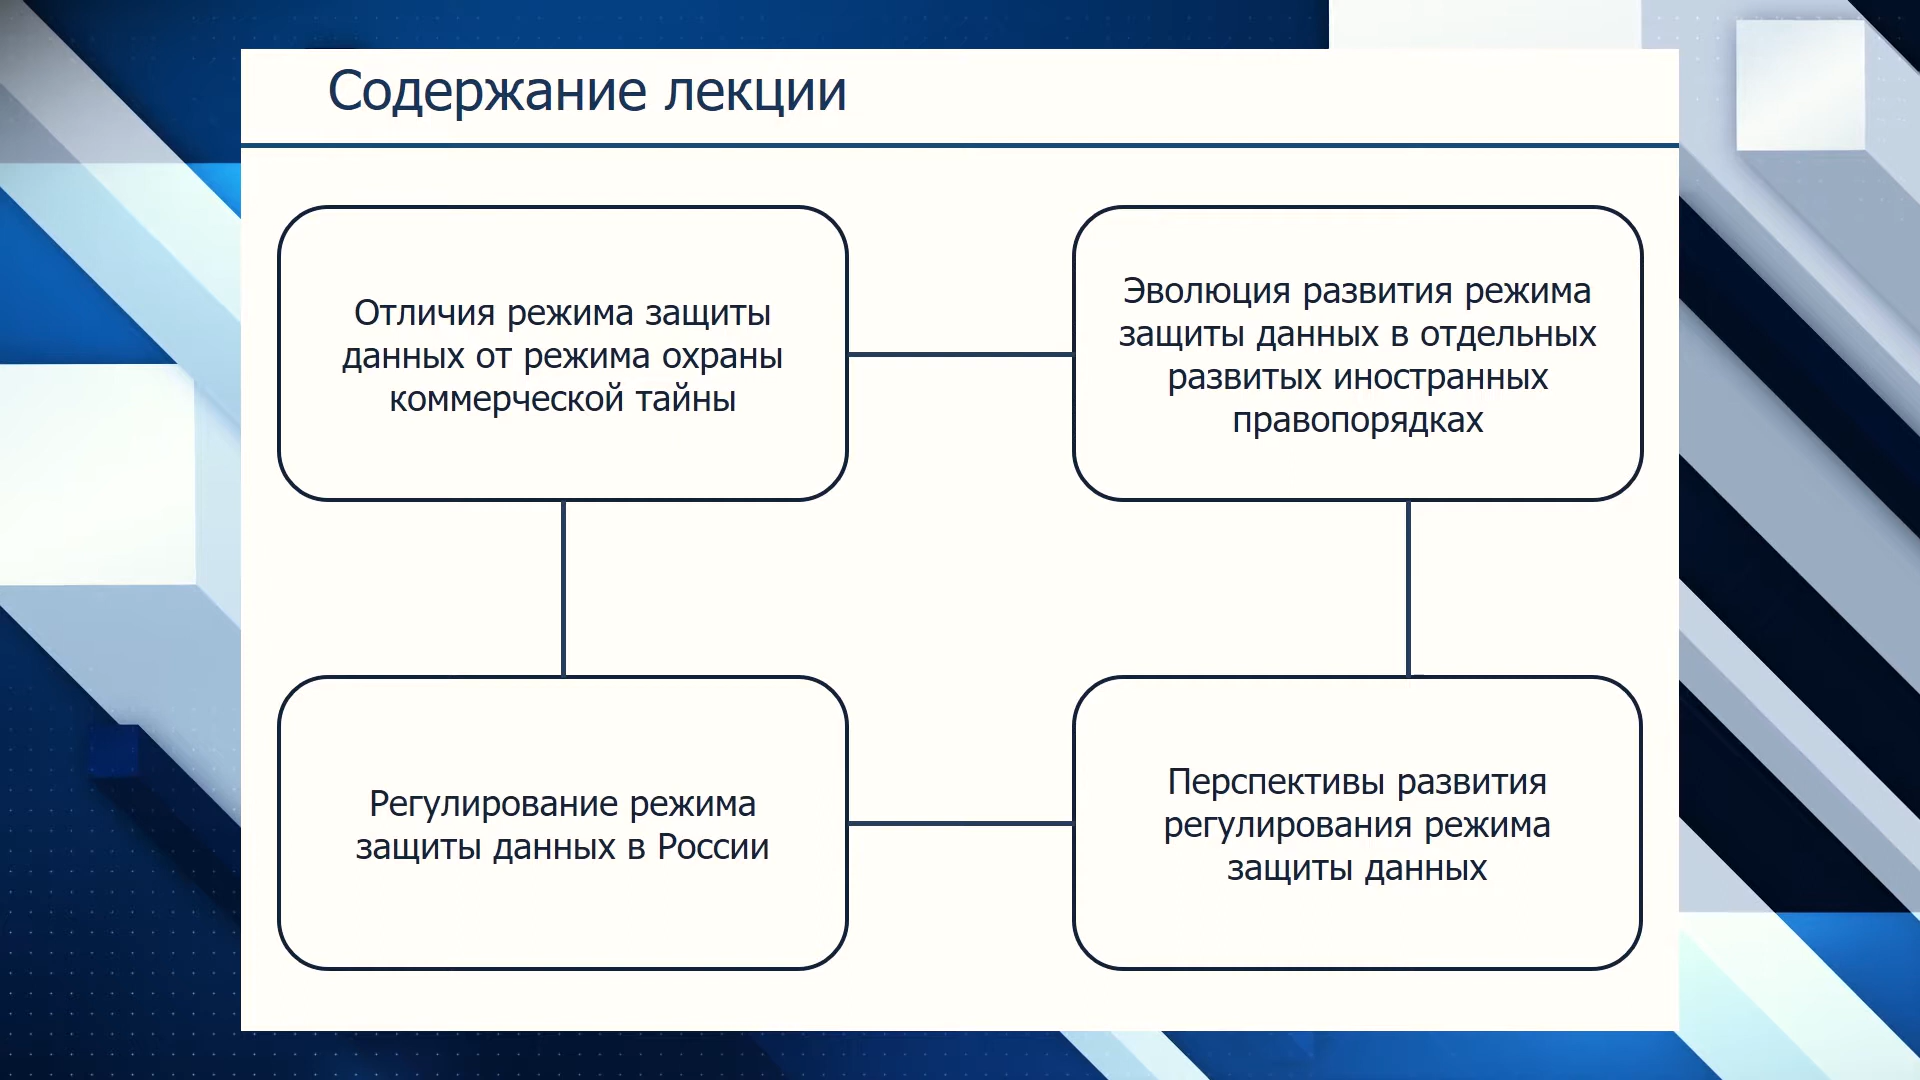 Содержание лекции
Отличия режима защиты
данных от режима охраны
коммерческой тайны
Эволюция развития режима
защиты данных в отдельных
развитых иностранных
правопорядках
Регулирование режима
защиты данных в России
Перспективы развития
регулирования режима
защиты данных